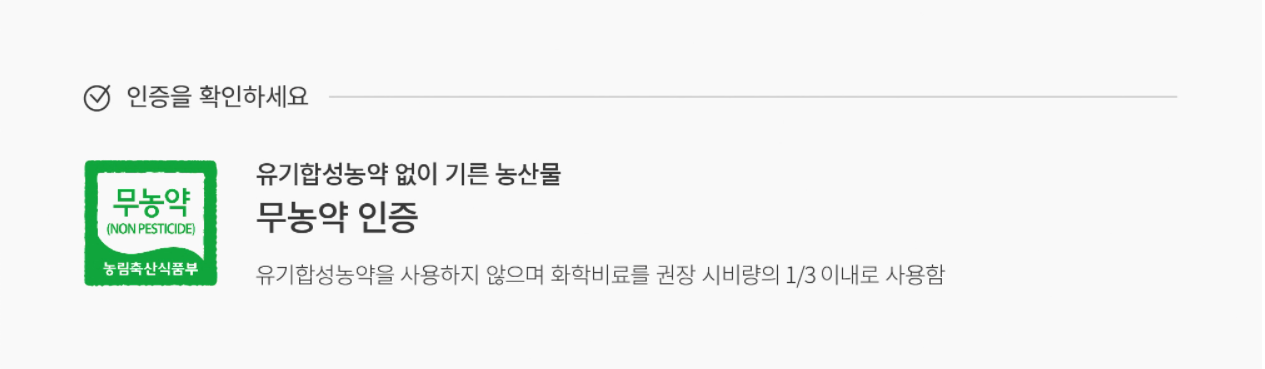 인증을 확인하세요
무농약
(NON PESTICIDE)
농림축산식품부
유기합성농약 없이 기른 농산물
무농약 인증
유기합성농약을 사용하지 않으며 화학비료를 권장 시비량의 1/3 이내로 사용함